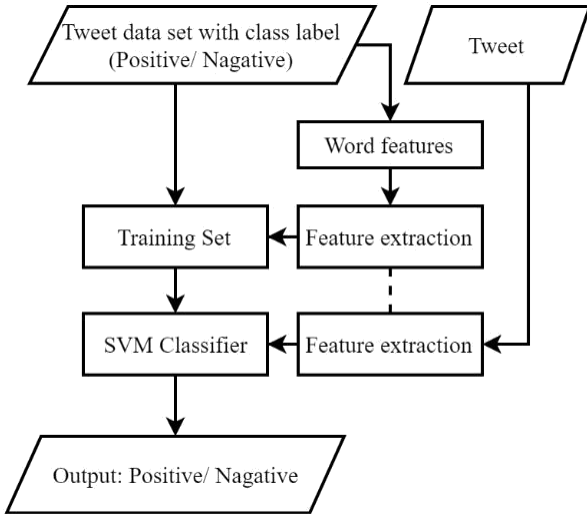 Tweet data set with class label
(Positive/ Nagative)
Tweet
Word features
Training Set
Feature extraction
SVM Classifier
Feature extraction
Output: Positive/ Nagative